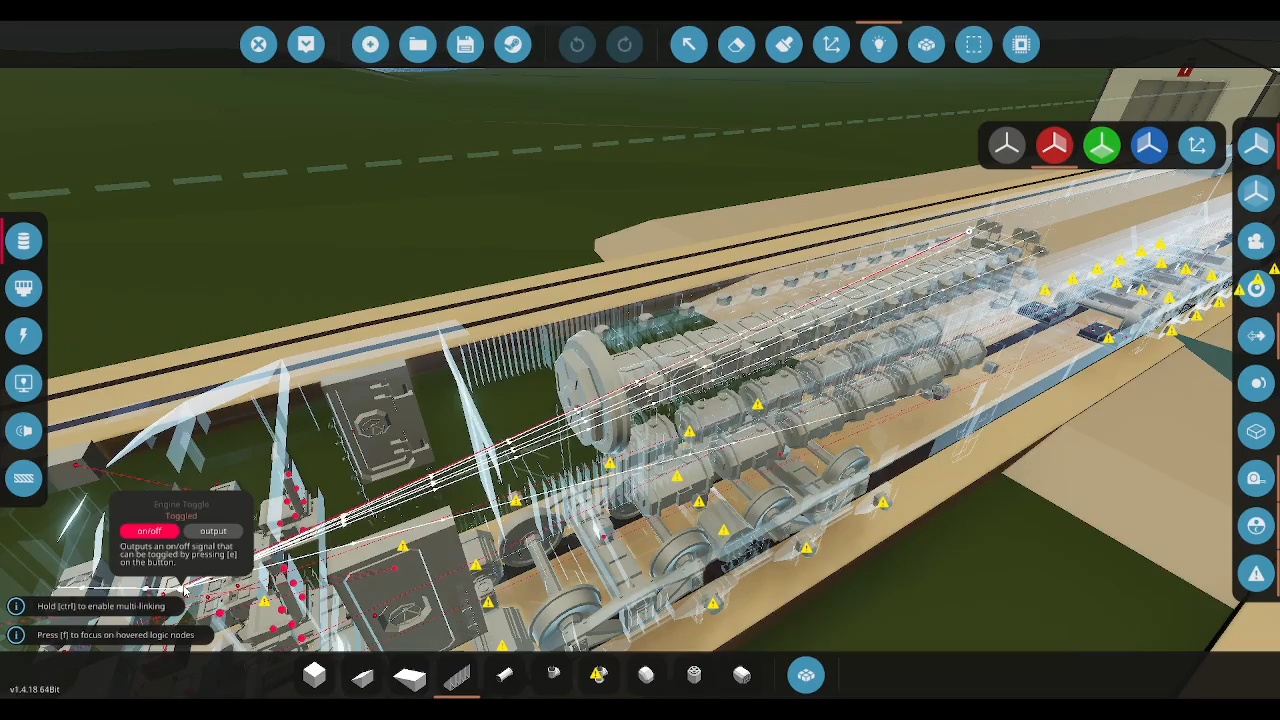 Engine Toggle
Toggled
on/off
output
Outputs an on/off signal that
can be toggled by pressing [e]
on the button.
Hold [ctrl] to enable multi-linking
Press [f] to focus on hovered logic nodes
v1.4.18 64Bit